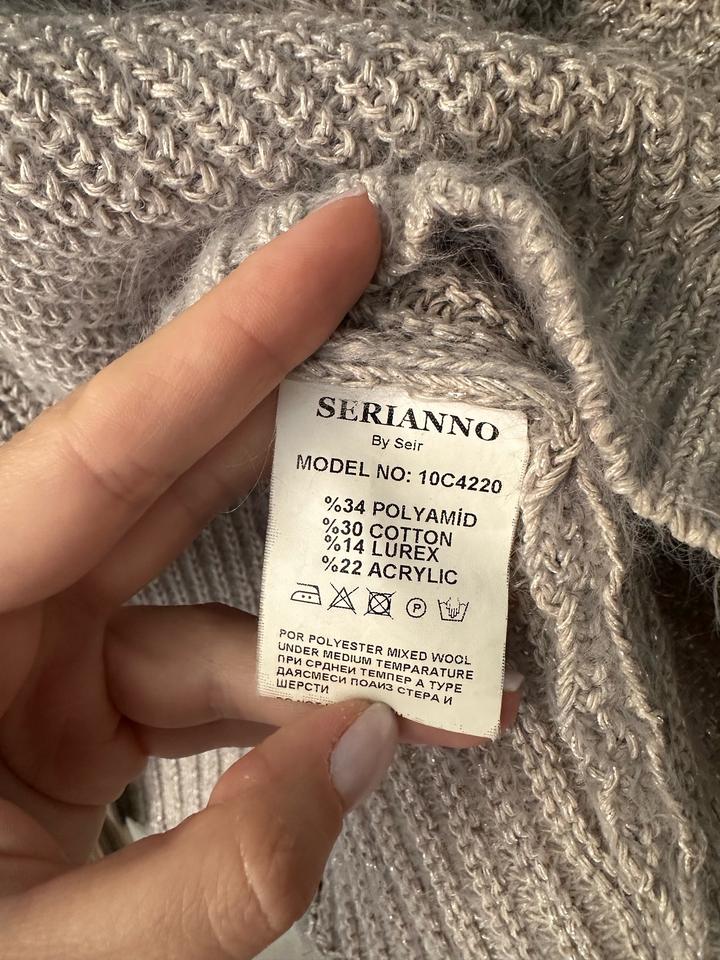 SERIANNO
By Seir
MODEL NO: 10C4220
%34 POLYAMİD
%30 COTTON
%14 LUREX
%22 ACRYLIC
P
POR POLYESTER MIXED WOOL
UNDER MEDIUM TEMPARATURE
ПРИ СРДНЕИ ТЕМПЕР А ТУРЕ
ДАЯСМЕСИ ПОАИЗ СТЕРА И
ШЕРСТИ